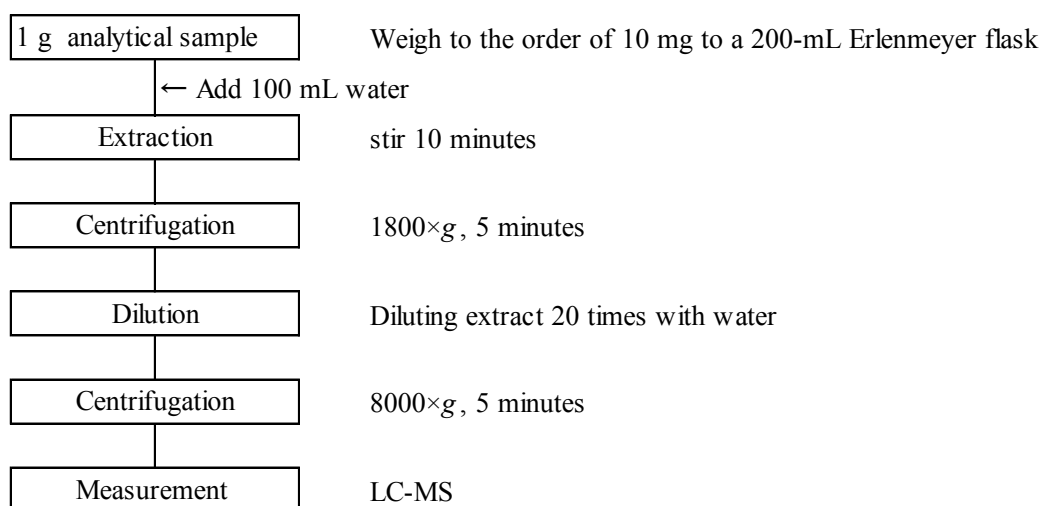 1 g analytical sample Weigh to the order of 10 mg to a 200-mL Erlenmeyer flask
← Add 100 mL water
Extraction stir 10 minutes
Centrifugation 1800×g, 5 minutes
Dilution Diluting extract 20 times with water
Centrifugation 8000×g, 5 minutes
Measurement LC-MS